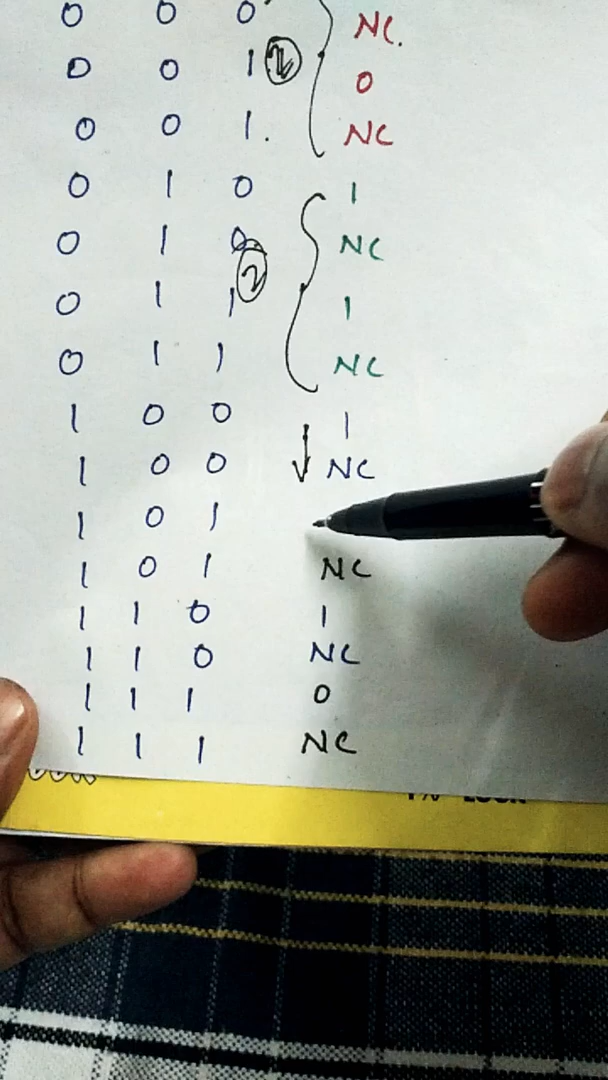 0 0 0 NC.
0 0 1 0
0 0 1. NC
0 1 0 1
0 1 0 NC
2
0 1 1 1
0 1 1 NC
1 0 0 1
1 0 0 NC
1 0 1
1 0 1 NC
1 1 0 1
1 1 0 NC
1 1 1 0
1 1 1 NC